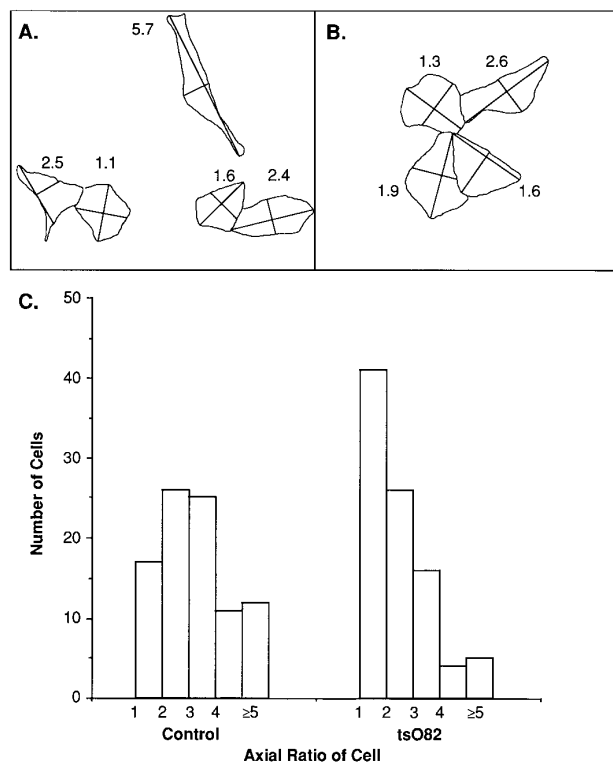 A.
5.7
2.5 1.1
1.6 2.4
B.
1.3 2.6
1.9 1.6
C.
50
40
30
20
10
0
Number of Cells
1 2 3 4 ≥5 1 2 3 4 ≥5
Control tsO82
Axial Ratio of Cell